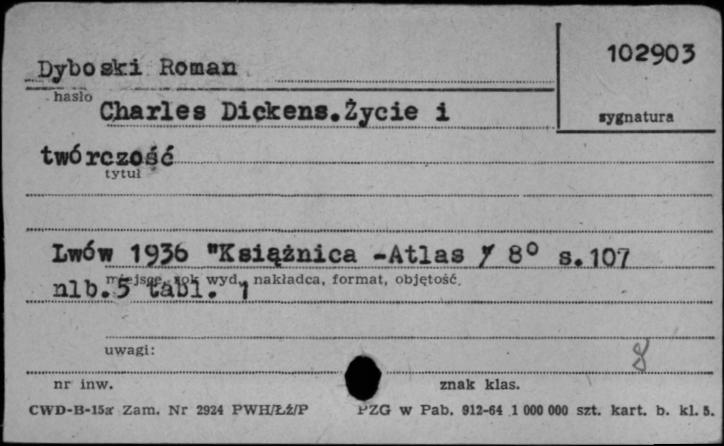 102903
Dyboski Roman
hasło
Charles Dickens.Życie i
sygnatura
twórczość
tytuł
Lwów 1936 "Książnica -Atlas 8° s.107
miejsce, rok wyd., nakładca, format, objętość.
nlb.5 tabl. 1
uwagi:
8
nr inw.
znak klas.
CWD-B-15a Zam. Nr 2924 PWH/ŁŻ/P PZG w Pab. 912-64 1 000 000 szt. kart. b. kl. 5.